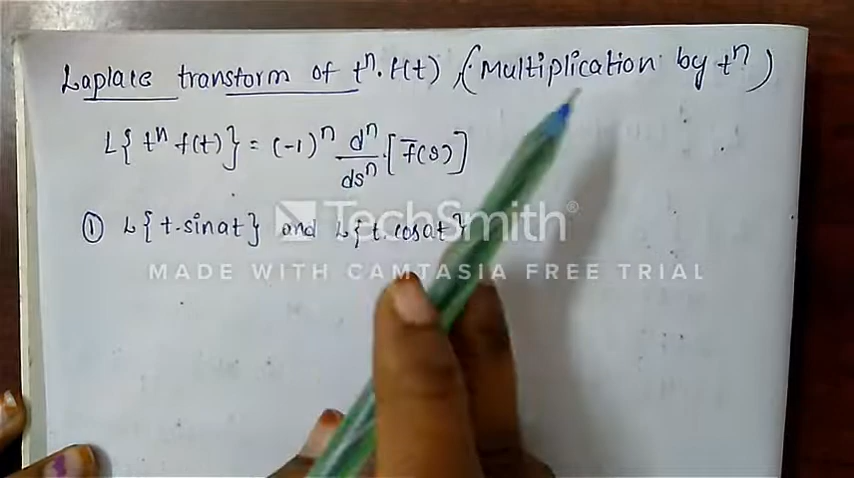 Laplace transform of tⁿ. f(t) (Multiplication by tⁿ)
L{ tⁿ f(t)} = (-1)ⁿ dⁿ/dsⁿ . [f̄(s)]
① L{ t.sinat} and L{t.cosat}
TechSmith®
MADE WITH CAMTASIA FREE TRIAL